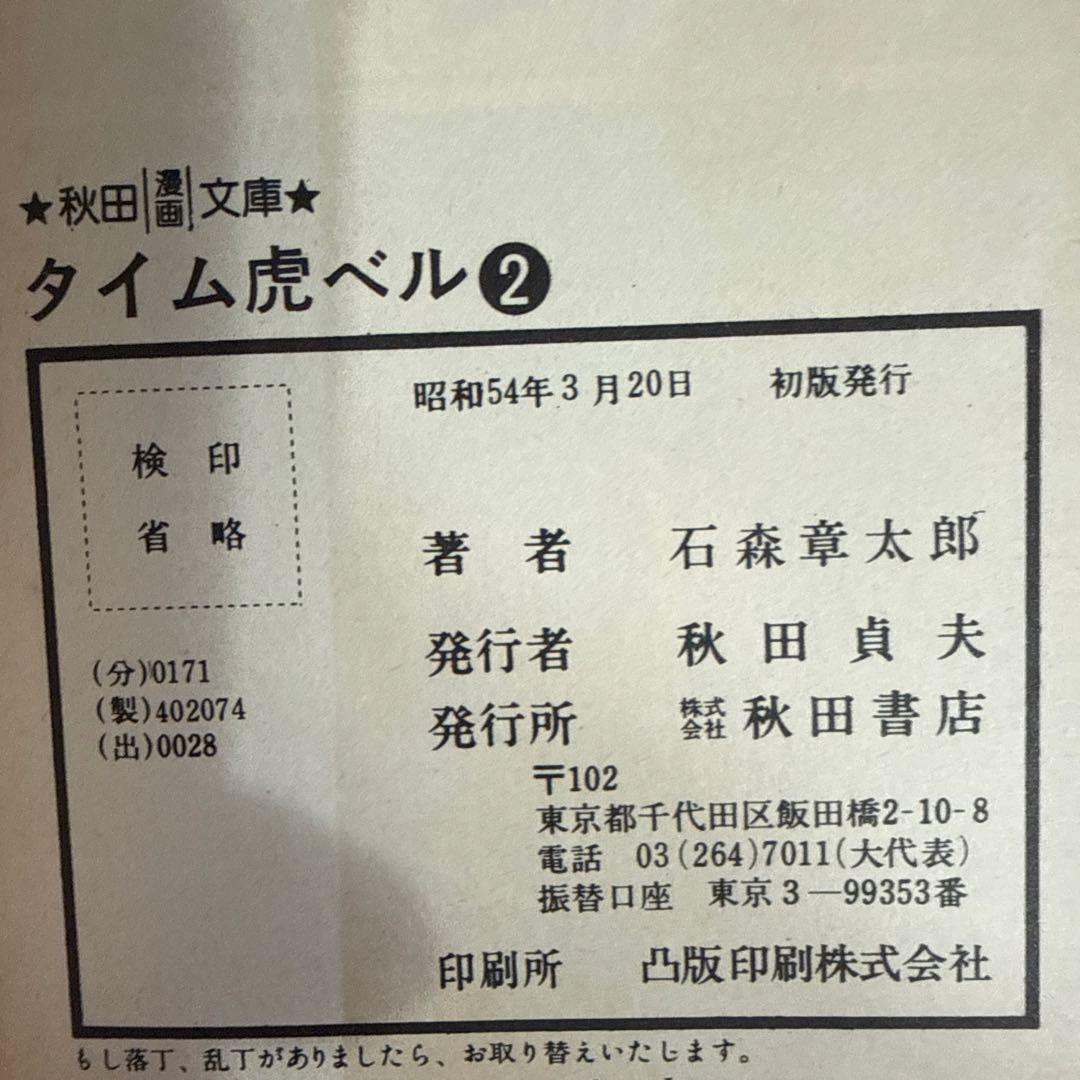 ★秋田漫画文庫★
タイム虎ベル❷
検印
省略
昭和54年3月20日 初版発行
著者 石森章太郎
発行者 秋田貞夫
発行所 株式会社 秋田書店
〒102
東京都千代田区飯田橋2-10-8
電話 03(264)7011(大代表)
振替口座 東京3―99353番
印刷所 凸版印刷株式会社
(分)0171
(製)402074
(出)0028
もし落丁、乱丁がありましたら、お取り替えいたします。